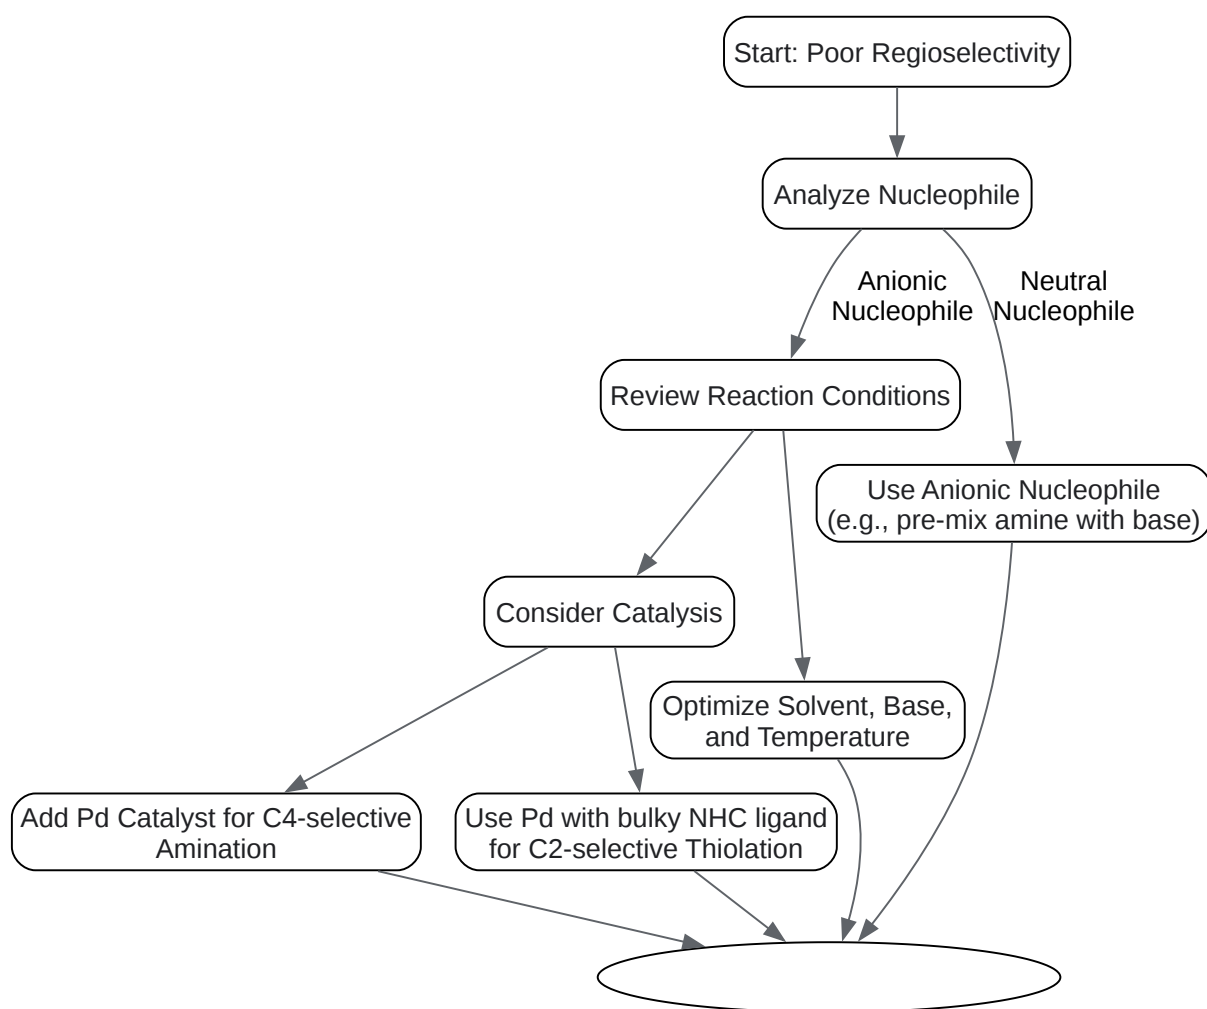 Start: Poor Regioselectivity
Analyze Nucleophile
Anionic
Nucleophile
Neutral
Nucleophile
Review Reaction Conditions
Use Anionic Nucleophile
(e.g., pre-mix amine with base)
Consider Catalysis
Optimize Solvent, Base,
and Temperature
Add Pd Catalyst for C4-selective
Amination
Use Pd with bulky NHC ligand
for C2-selective Thiolation